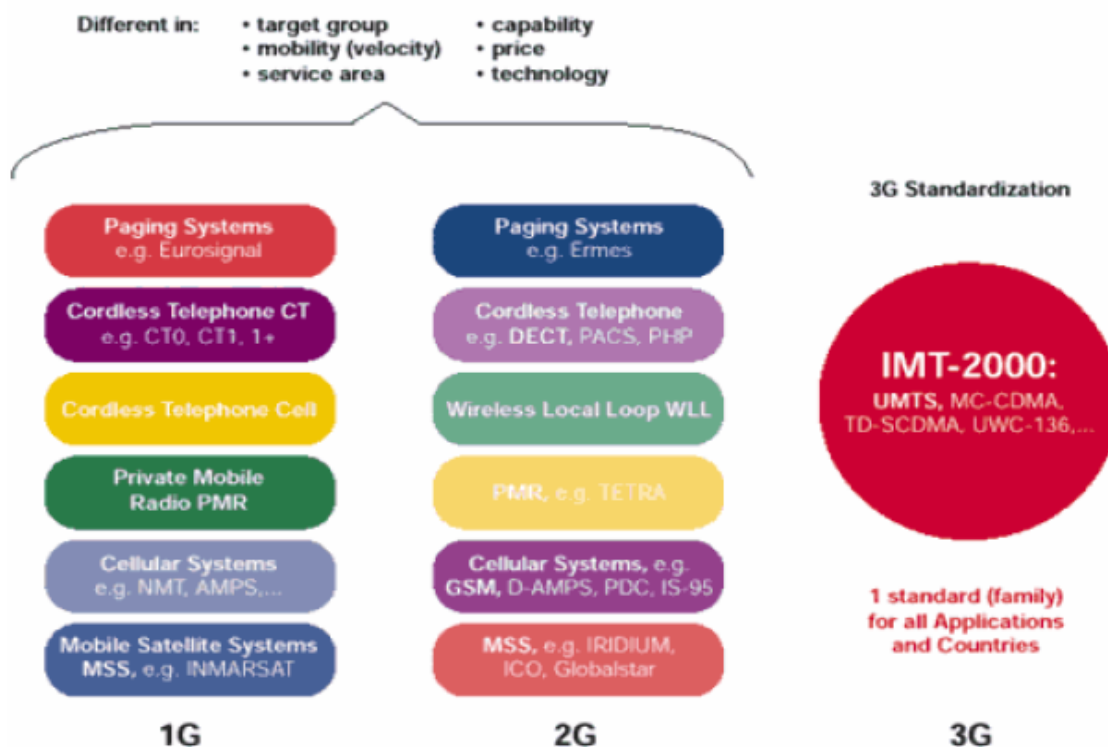 Different in:
• target group
• mobility (velocity)
• service area
• capability
• price
• technology
Paging Systems
e.g. Eurosignal
Cordless Telephone CT
e.g. CT0, CT1, 1+
Cordless Telephone Cell
Private Mobile
Radio PMR
Cellular Systems
e.g. NMT, AMPS,...
Mobile Satellite Systems
MSS, e.g. INMARSAT
1G
Paging Systems
e.g. Ermes
Cordless Telephone
e.g. DECT, PACS, PHP
Wireless Local Loop WLL
PMR, e.g. TETRA
Cellular Systems, e.g.
GSM, D-AMPS, PDC, IS-95
MSS, e.g. IRIDIUM,
ICO, Globalstar
2G
3G Standardization
IMT-2000:
UMTS, MC-CDMA,
TD-SCDMA, UWC-136,...
1 standard (family)
for all Applications
and Countries
3G